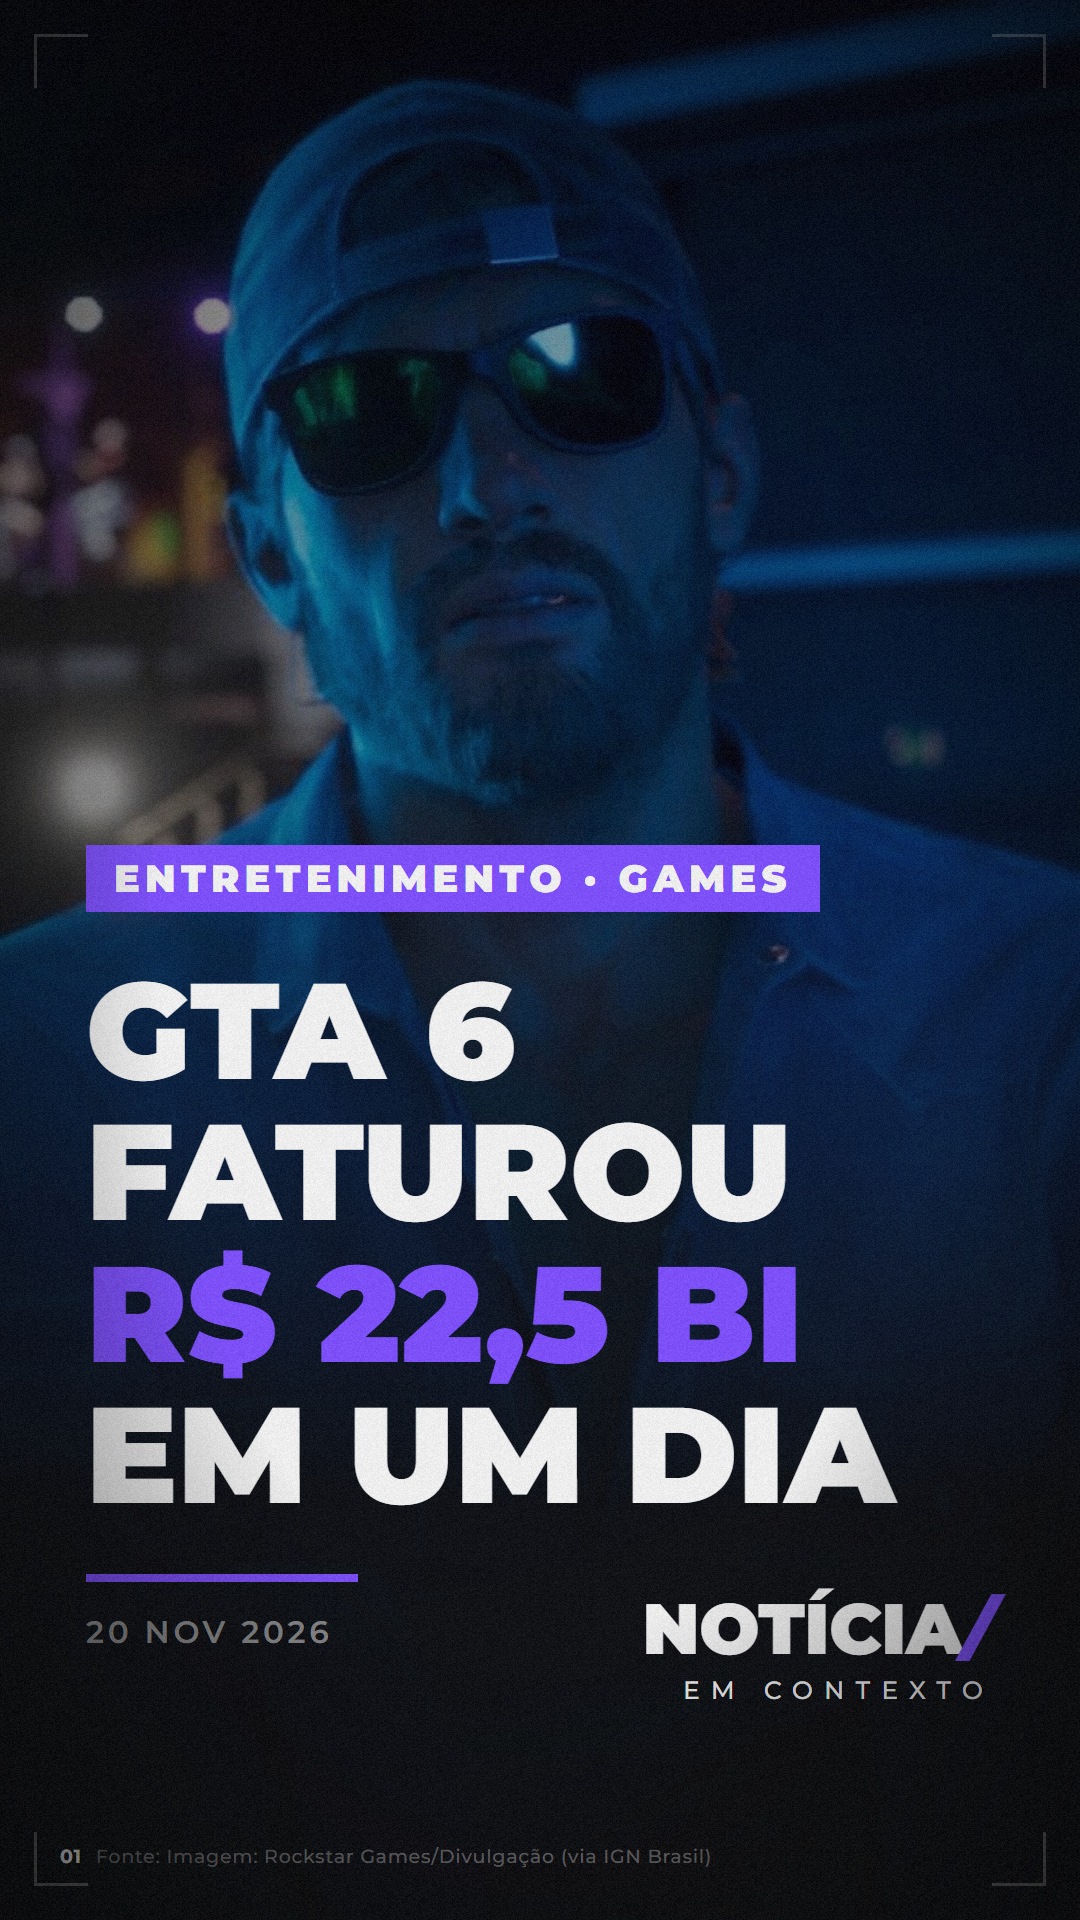 ENTRETENIMENTO • GAMES
GTA 6
FATUROU
R$ 22,5 BI
EM UM DIA
20 NOV 2026
NOTÍCIA/
EM CONTEXTO
01 Fonte: Imagem: Rockstar Games/Divulgação (via IGN Brasil)